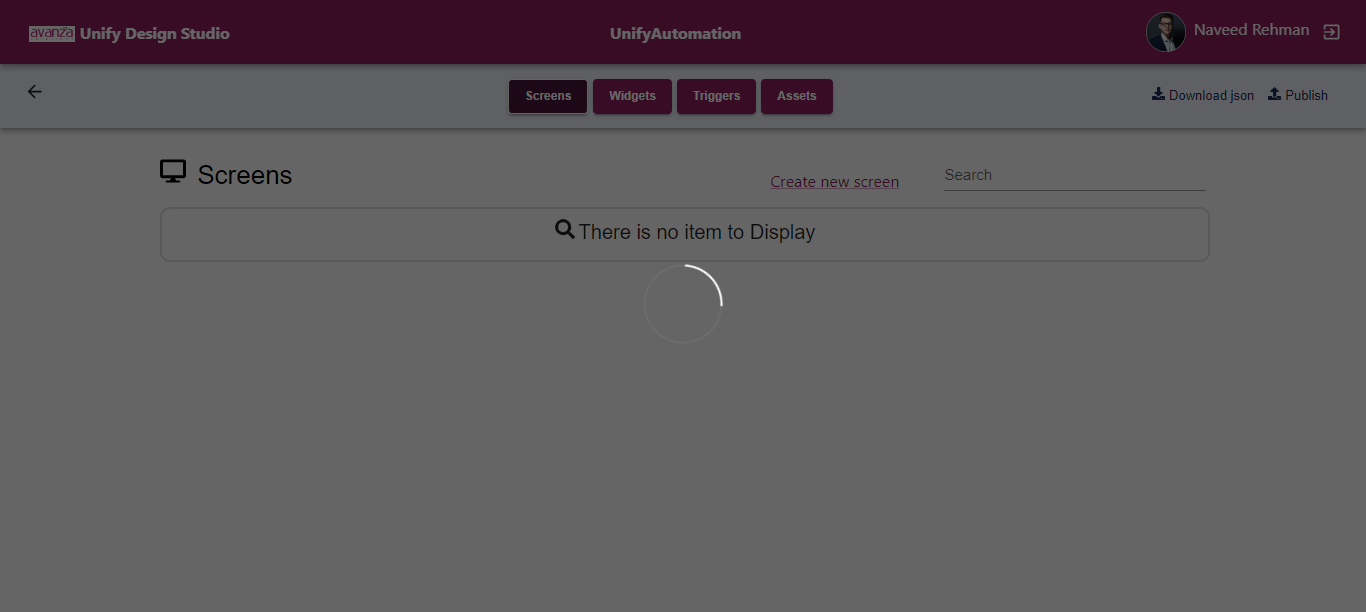 avanza Unify Design Studio
UnifyAutomation
Naveed Rehman
Screens
Widgets
Triggers
Assets
Download json
Publish
Screens
Create new screen
Search
There is no item to Display